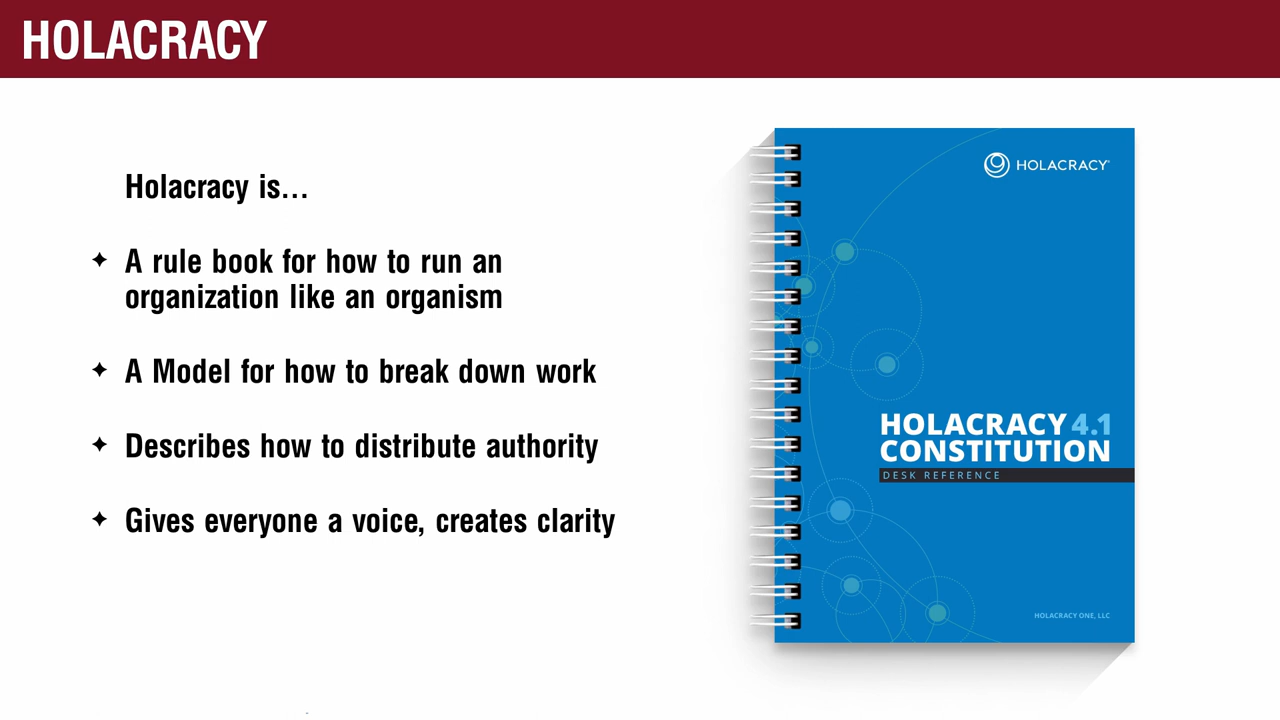 HOLACRACY
Holacracy is...
A rule book for how to run an
organization like an organism
A Model for how to break down work
Describes how to distribute authority
Gives everyone a voice, creates clarity
HOLACRACY
HOLACRACY 4.1
CONSTITUTION
DESK REFERENCE
HOLACRACY ONE, LLC